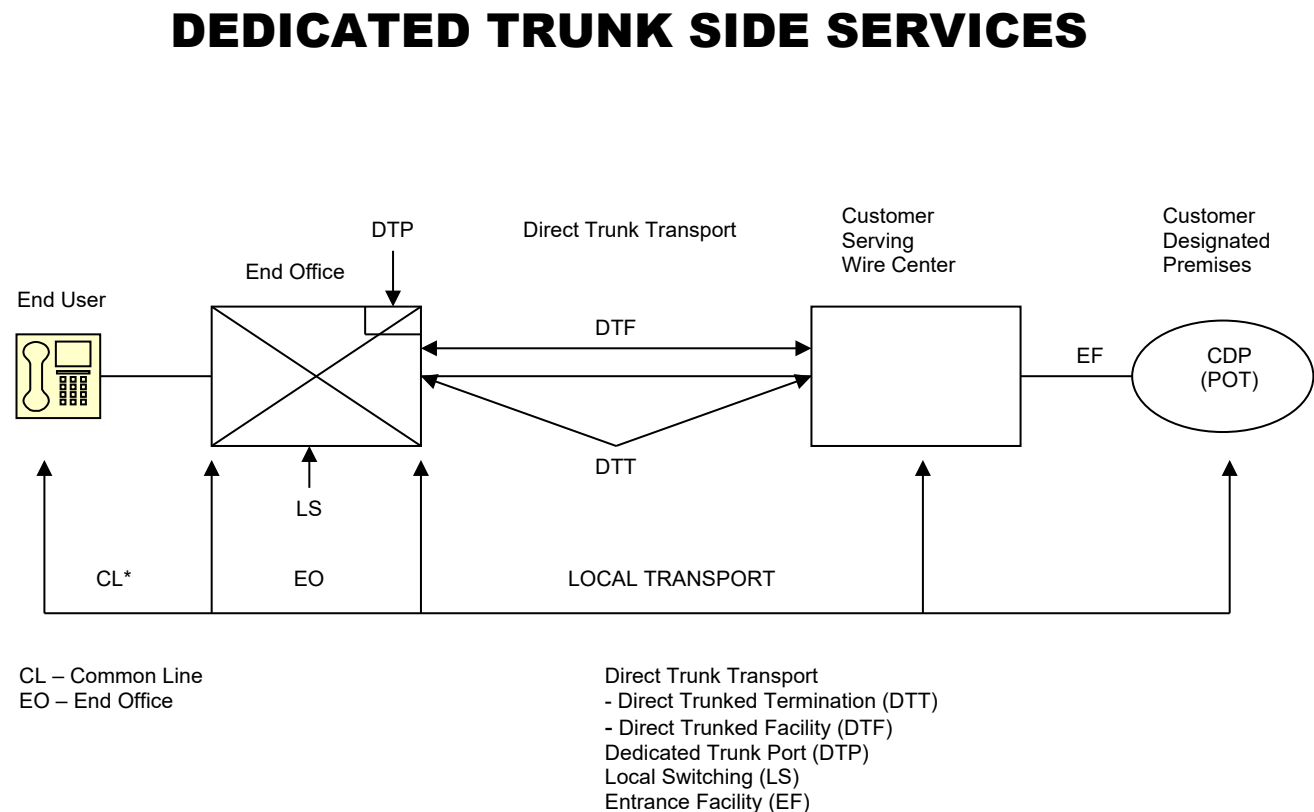 DEDICATED TRUNK SIDE SERVICES
DTP
Direct Trunk Transport
Customer
Serving
Wire Center
Customer
Designated
Premises
End Office
End User
DTF
EF
CDP
(POT)
DTT
LS
CL*
EO
LOCAL TRANSPORT
CL – Common Line
EO – End Office
Direct Trunk Transport
- Direct Trunked Termination (DTT)
- Direct Trunked Facility (DTF)
Dedicated Trunk Port (DTP)
Local Switching (LS)
Entrance Facility (EF)